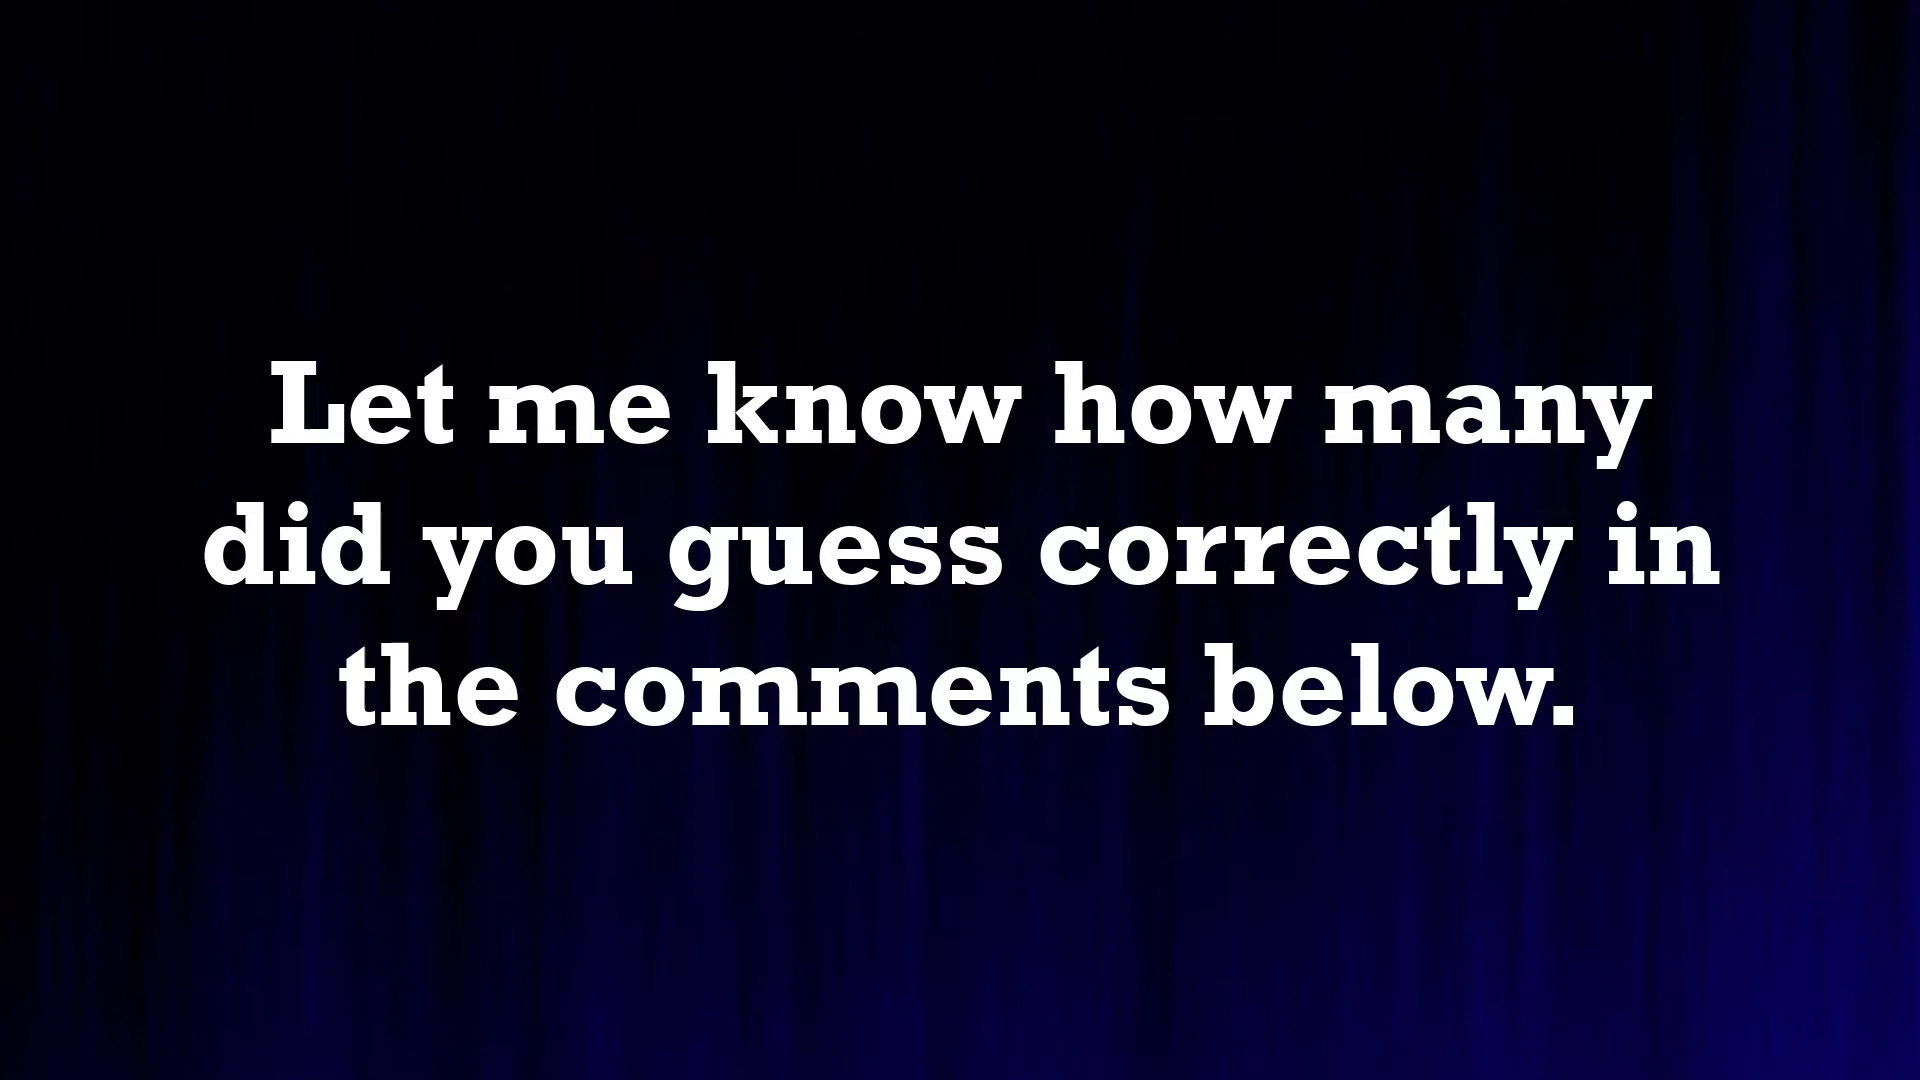 Let me know how many
did you guess correctly in
the comments below.